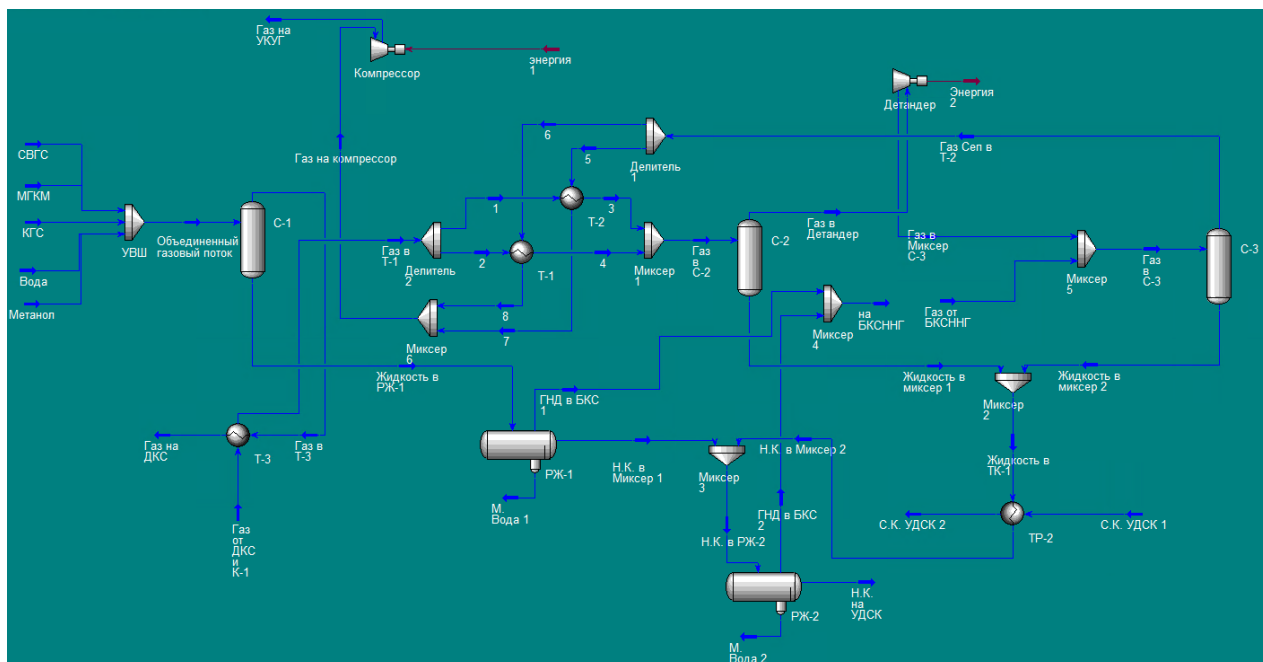 Газ на
УКУГ
Компрессор
энергия
1
Детандер
Энергия
2
СВГС
МГКМ
КГС
Вода
Метанол
УВШ
Объединенный
газовый поток
С-1
Газ на компрессор
6
5
Делитель
1
Газ Сеп в
Т-2
1
Т-2
3
Газ в
Т-1
Делитель
2
2
Т-1
4
Миксер
1
Газ
в
С-2
С-2
Газ в
Детандер
Газ в
Миксер
С-3
Миксер
5
Газ
в
С-3
С-3
8
7
Миксер
6
Миксер
4
на
БКСННГ
Газ от
БКСННГ
Жидкость в
РЖ-1
ГНД в БКС
1
Жидкость в
миксер 1
Жидкость в
миксер 2
Миксер
2
Газ на
ДКС
Т-3
Газ в
Т-3
РЖ-1
Н.К. в
Миксер 1
Миксер
3
Н.К. в Миксер 2
Жидкость в
ТК-1
М.
Вода 1
ГНД в БКС
2
С.К. УДСК 2
ТР-2
С.К. УДСК 1
Газ
от
ДКС
и
К-1
Н.К. в РЖ-2
РЖ-2
Н.К.
на
УДСК
М.
Вода 2